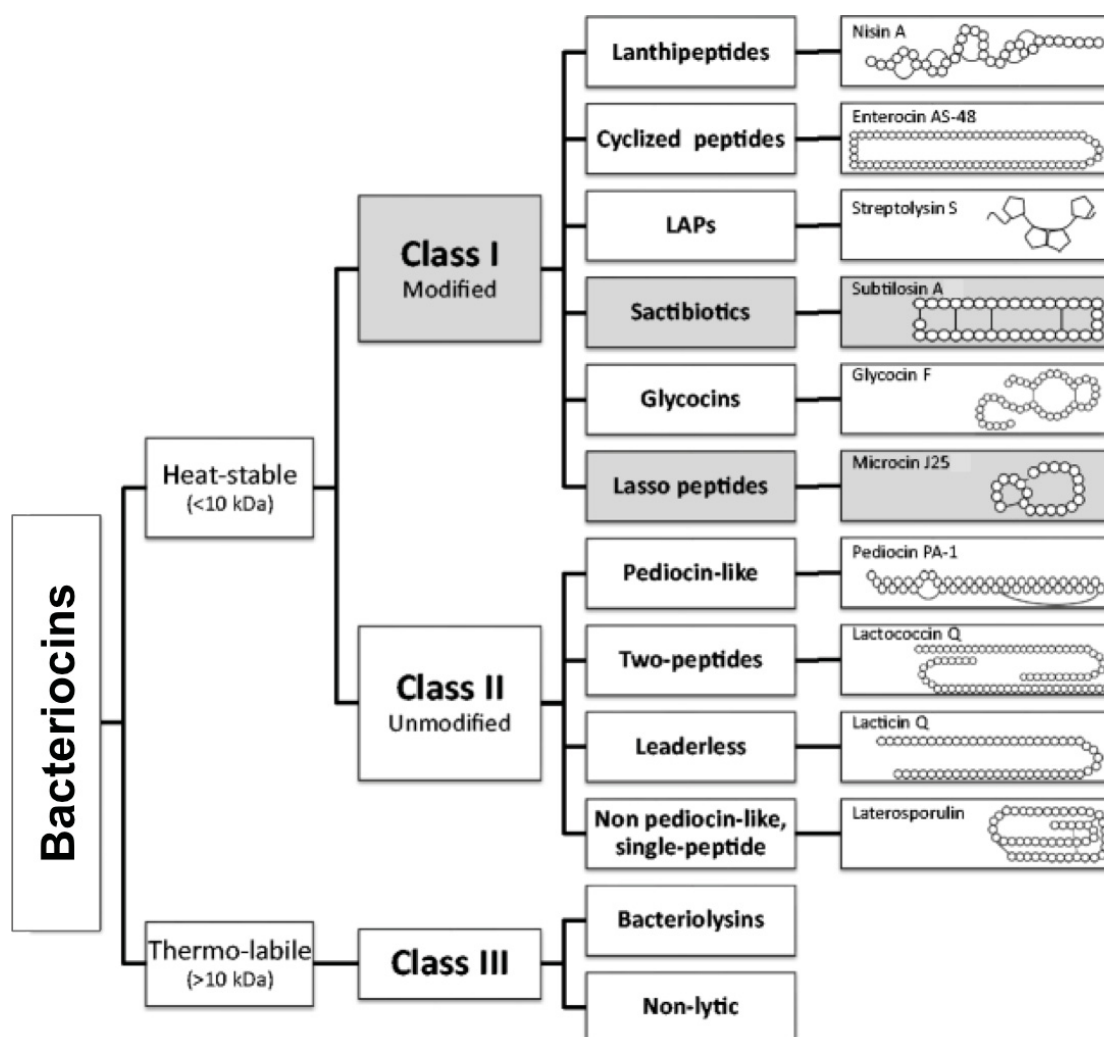 Bacteriocins
Heat-stable
(<10 kDa)
Thermo-labile
(>10 kDa)
Class I
Modified
Class II
Unmodified
Class III
Lanthipeptides
Nisin A
Cyclized peptides
Enterocin AS-48
LAPs
Streptolysin S
Sactibiotics
Subtilosin A
Glycocins
Glycocin F
Lasso peptides
Microcin J25
Pediocin-like
Pediocin PA-1
Two-peptides
Lactococcin Q
Leaderless
Lacticin Q
Non pediocin-like,
single-peptide
Laterosporulin
Bacteriolysins
Non-lytic